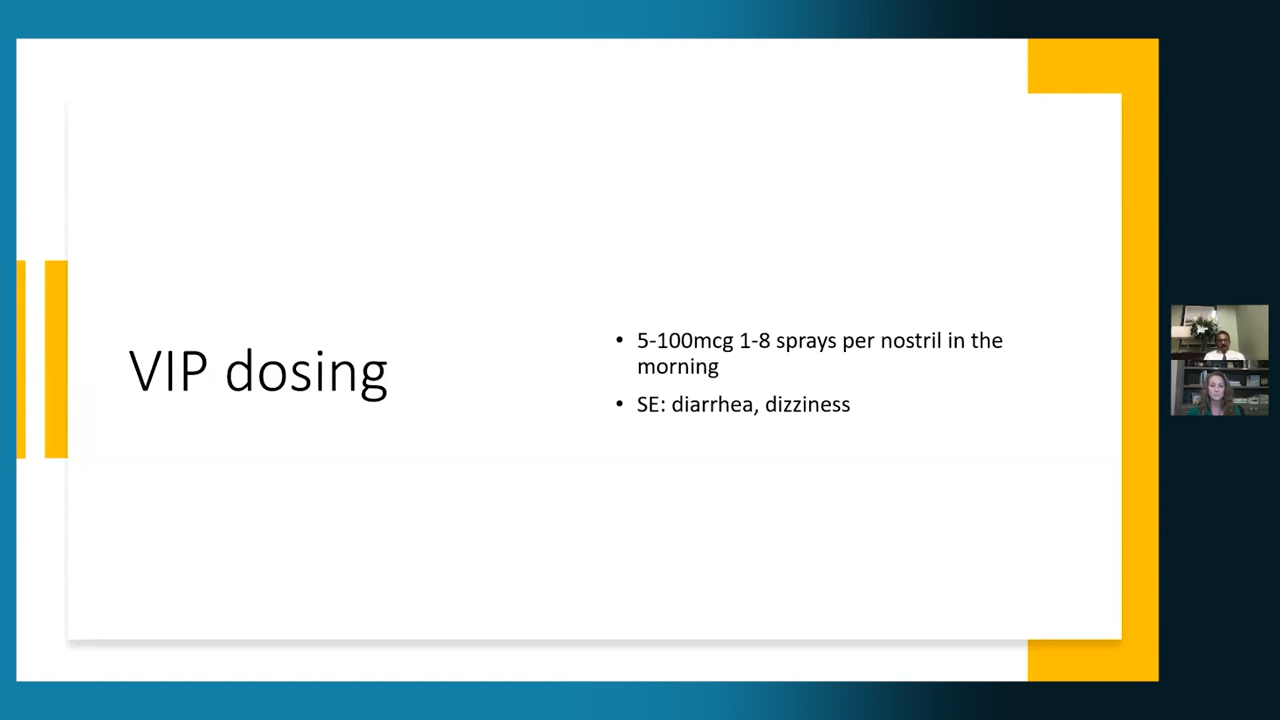 VIP dosing
• 5-100mcg 1-8 sprays per nostril in the
morning
• SE: diarrhea, dizziness